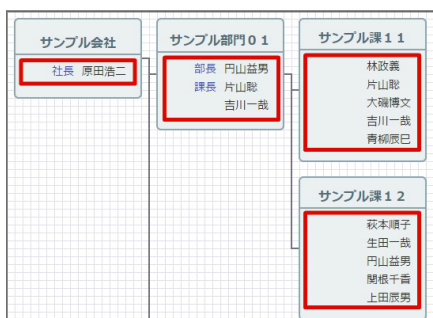 サンプル会社
社長 原田浩二
サンプル部門01
部長 円山益男
課長 片山聡
吉川一哉
サンプル課11
林政義
片山聡
大磯博文
吉川一哉
青柳辰巳
サンプル課12
萩本順子
生田一哉
円山益男
関根千香
上田辰男